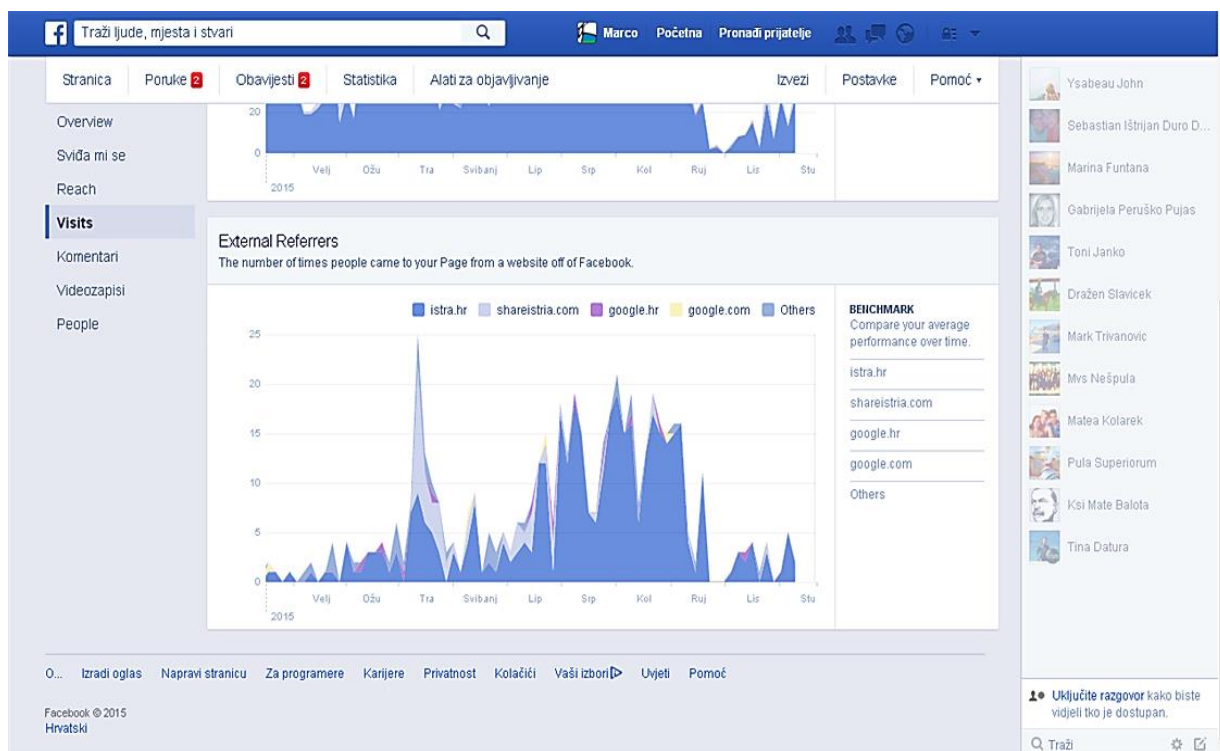 Traži ljude, mjesta i stvari
Marco Početna Pronađi prijatelje
Stranica Poruke 2 Obavijesti 2 Statistika Alati za objavljivanje Izvezi Postavke Pomoć
Overview
Sviđa mi se
Reach
Visits
Komentari
Videozapisi
People
20
0
Velj Ožu Tra Svibanj Lip Srp Kol Ruj Lis Stu
2015
External Referrers
The number of times people came to your Page from a website off of Facebook.
istra.hr shareistria.com google.hr google.com Others
25
20
15
10
5
0
Velj Ožu Tra Svibanj Lip Srp Kol Ruj Lis Stu
2015
BENCHMARK
Compare your average
performance over time.
istra.hr
shareistria.com
google.hr
google.com
Others
Ysabeau John
Sebastian Ištrijan Duro D...
Marina Funtana
Gabrijela Peruško Pujas
Toni Janko
Dražen Slavicek
Mark Trivanovic
Mvs Nešpula
Matea Kolarek
Pula Superiorum
Ksi Mate Balota
Tina Datura
O... Izradi oglas Napravi stranicu Za programere Karijere Privatnost Kolačići Vaši izbori Uvjeti Pomoć
Facebook © 2015
Hrvatski
Uključite razgovor kako biste
vidjeli tko je dostupan.
Traži